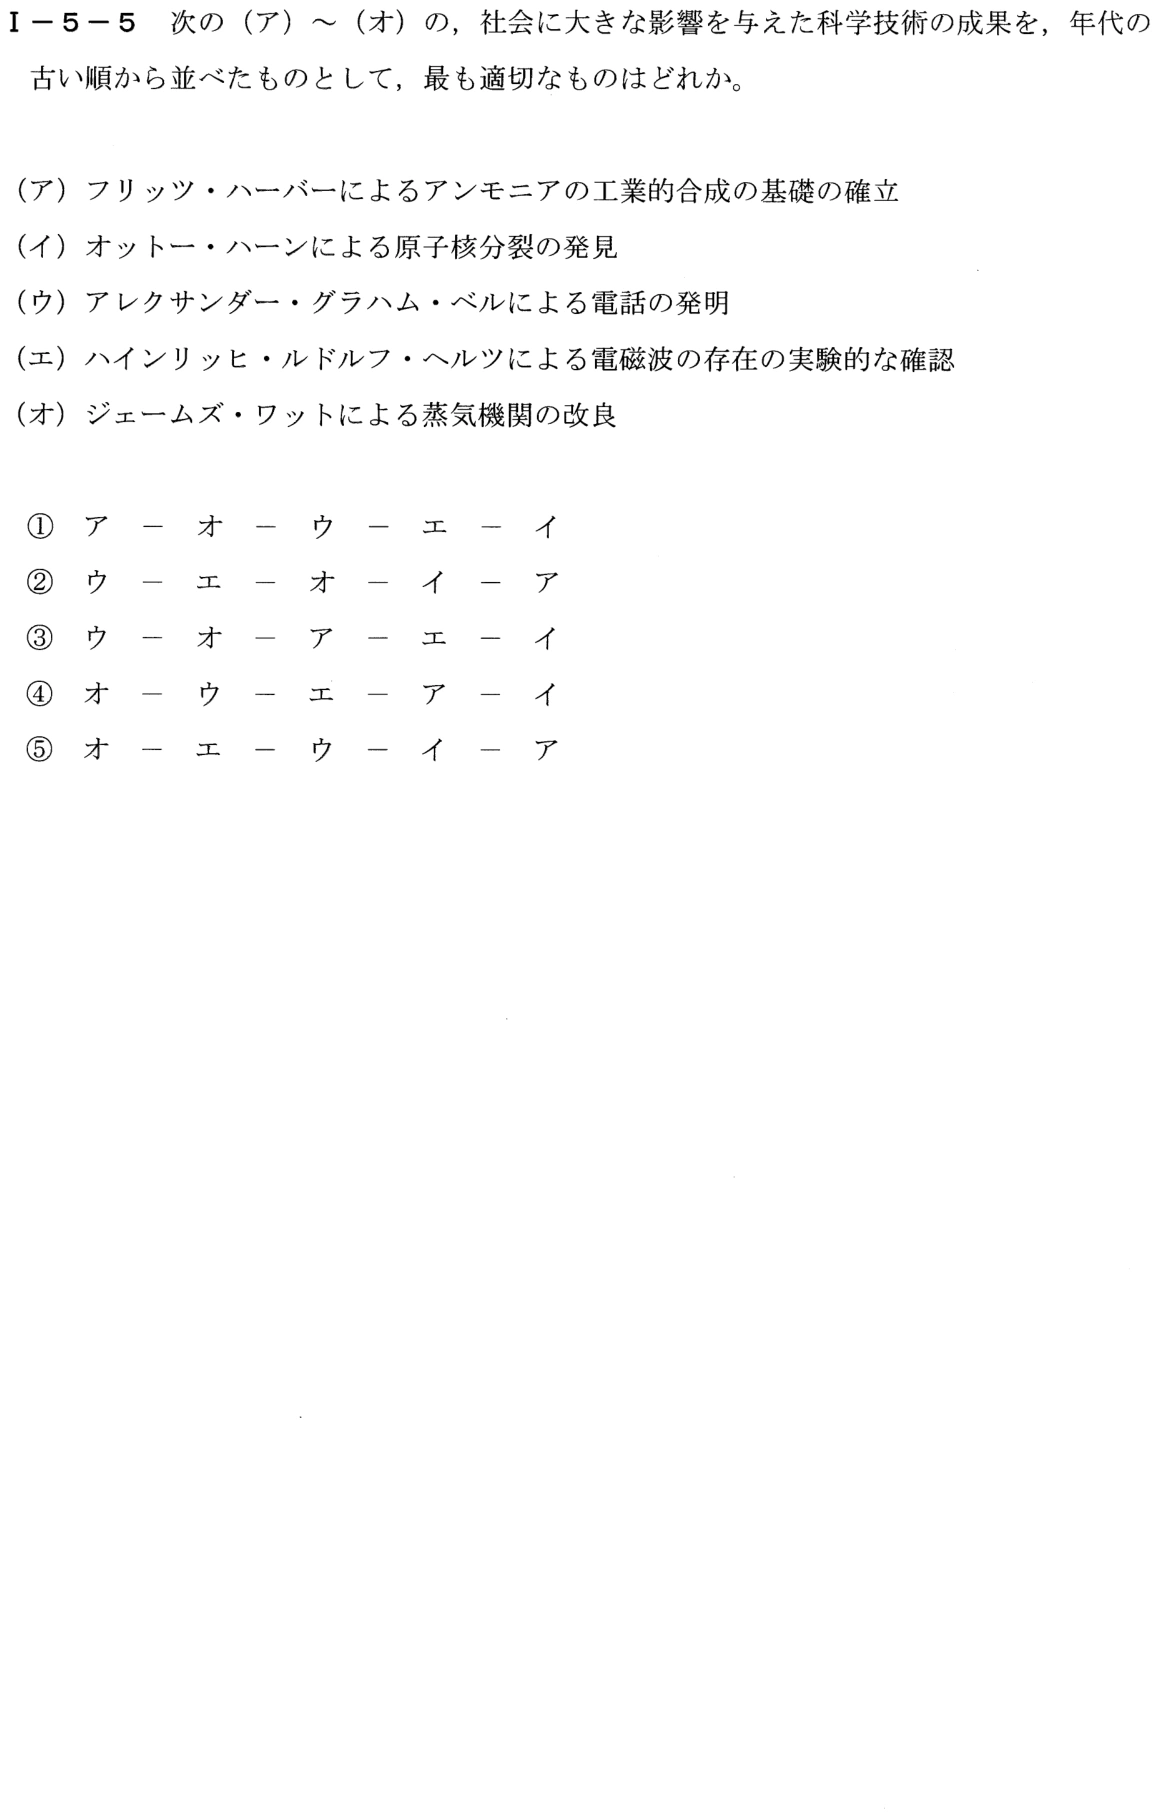 Ⅰ－5－5　次の（ア）～（オ）の，社会に大きな影響を与えた科学技術の成果を，年代の
古い順から並べたものとして，最も適切なものはどれか。
（ア）フリッツ・ハーバーによるアンモニアの工業的合成の基礎の確立
（イ）オットー・ハーンによる原子核分裂の発見
（ウ）アレクサンダー・グラハム・ベルによる電話の発明
（エ）ハインリッヒ・ルドルフ・ヘルツによる電磁波の存在の実験的な確認
（オ）ジェームズ・ワットによる蒸気機関の改良
①　ア　－　オ　－　ウ　－　エ　－　イ
②　ウ　－　エ　－　オ　－　イ　－　ア
③　ウ　－　オ　－　ア　－　エ　－　イ
④　オ　－　ウ　－　エ　－　ア　－　イ
⑤　オ　－　エ　－　ウ　－　イ　－　ア